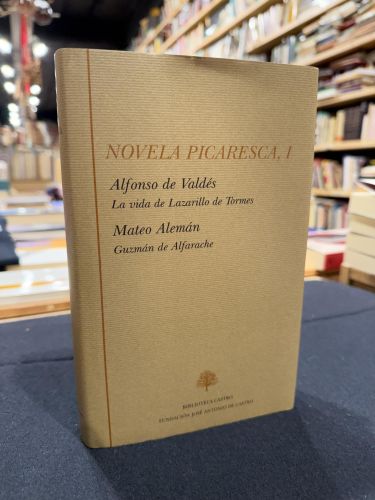 NOVELA PICARESCA, I
Alfonso de Valdés
La vida de Lazarillo de Tormes
Mateo Alemán
Guzmán de Alfarache
BIBLIOTECA CASTRO
FUNDACIÓN JOSÉ ANTONIO DE CASTRO